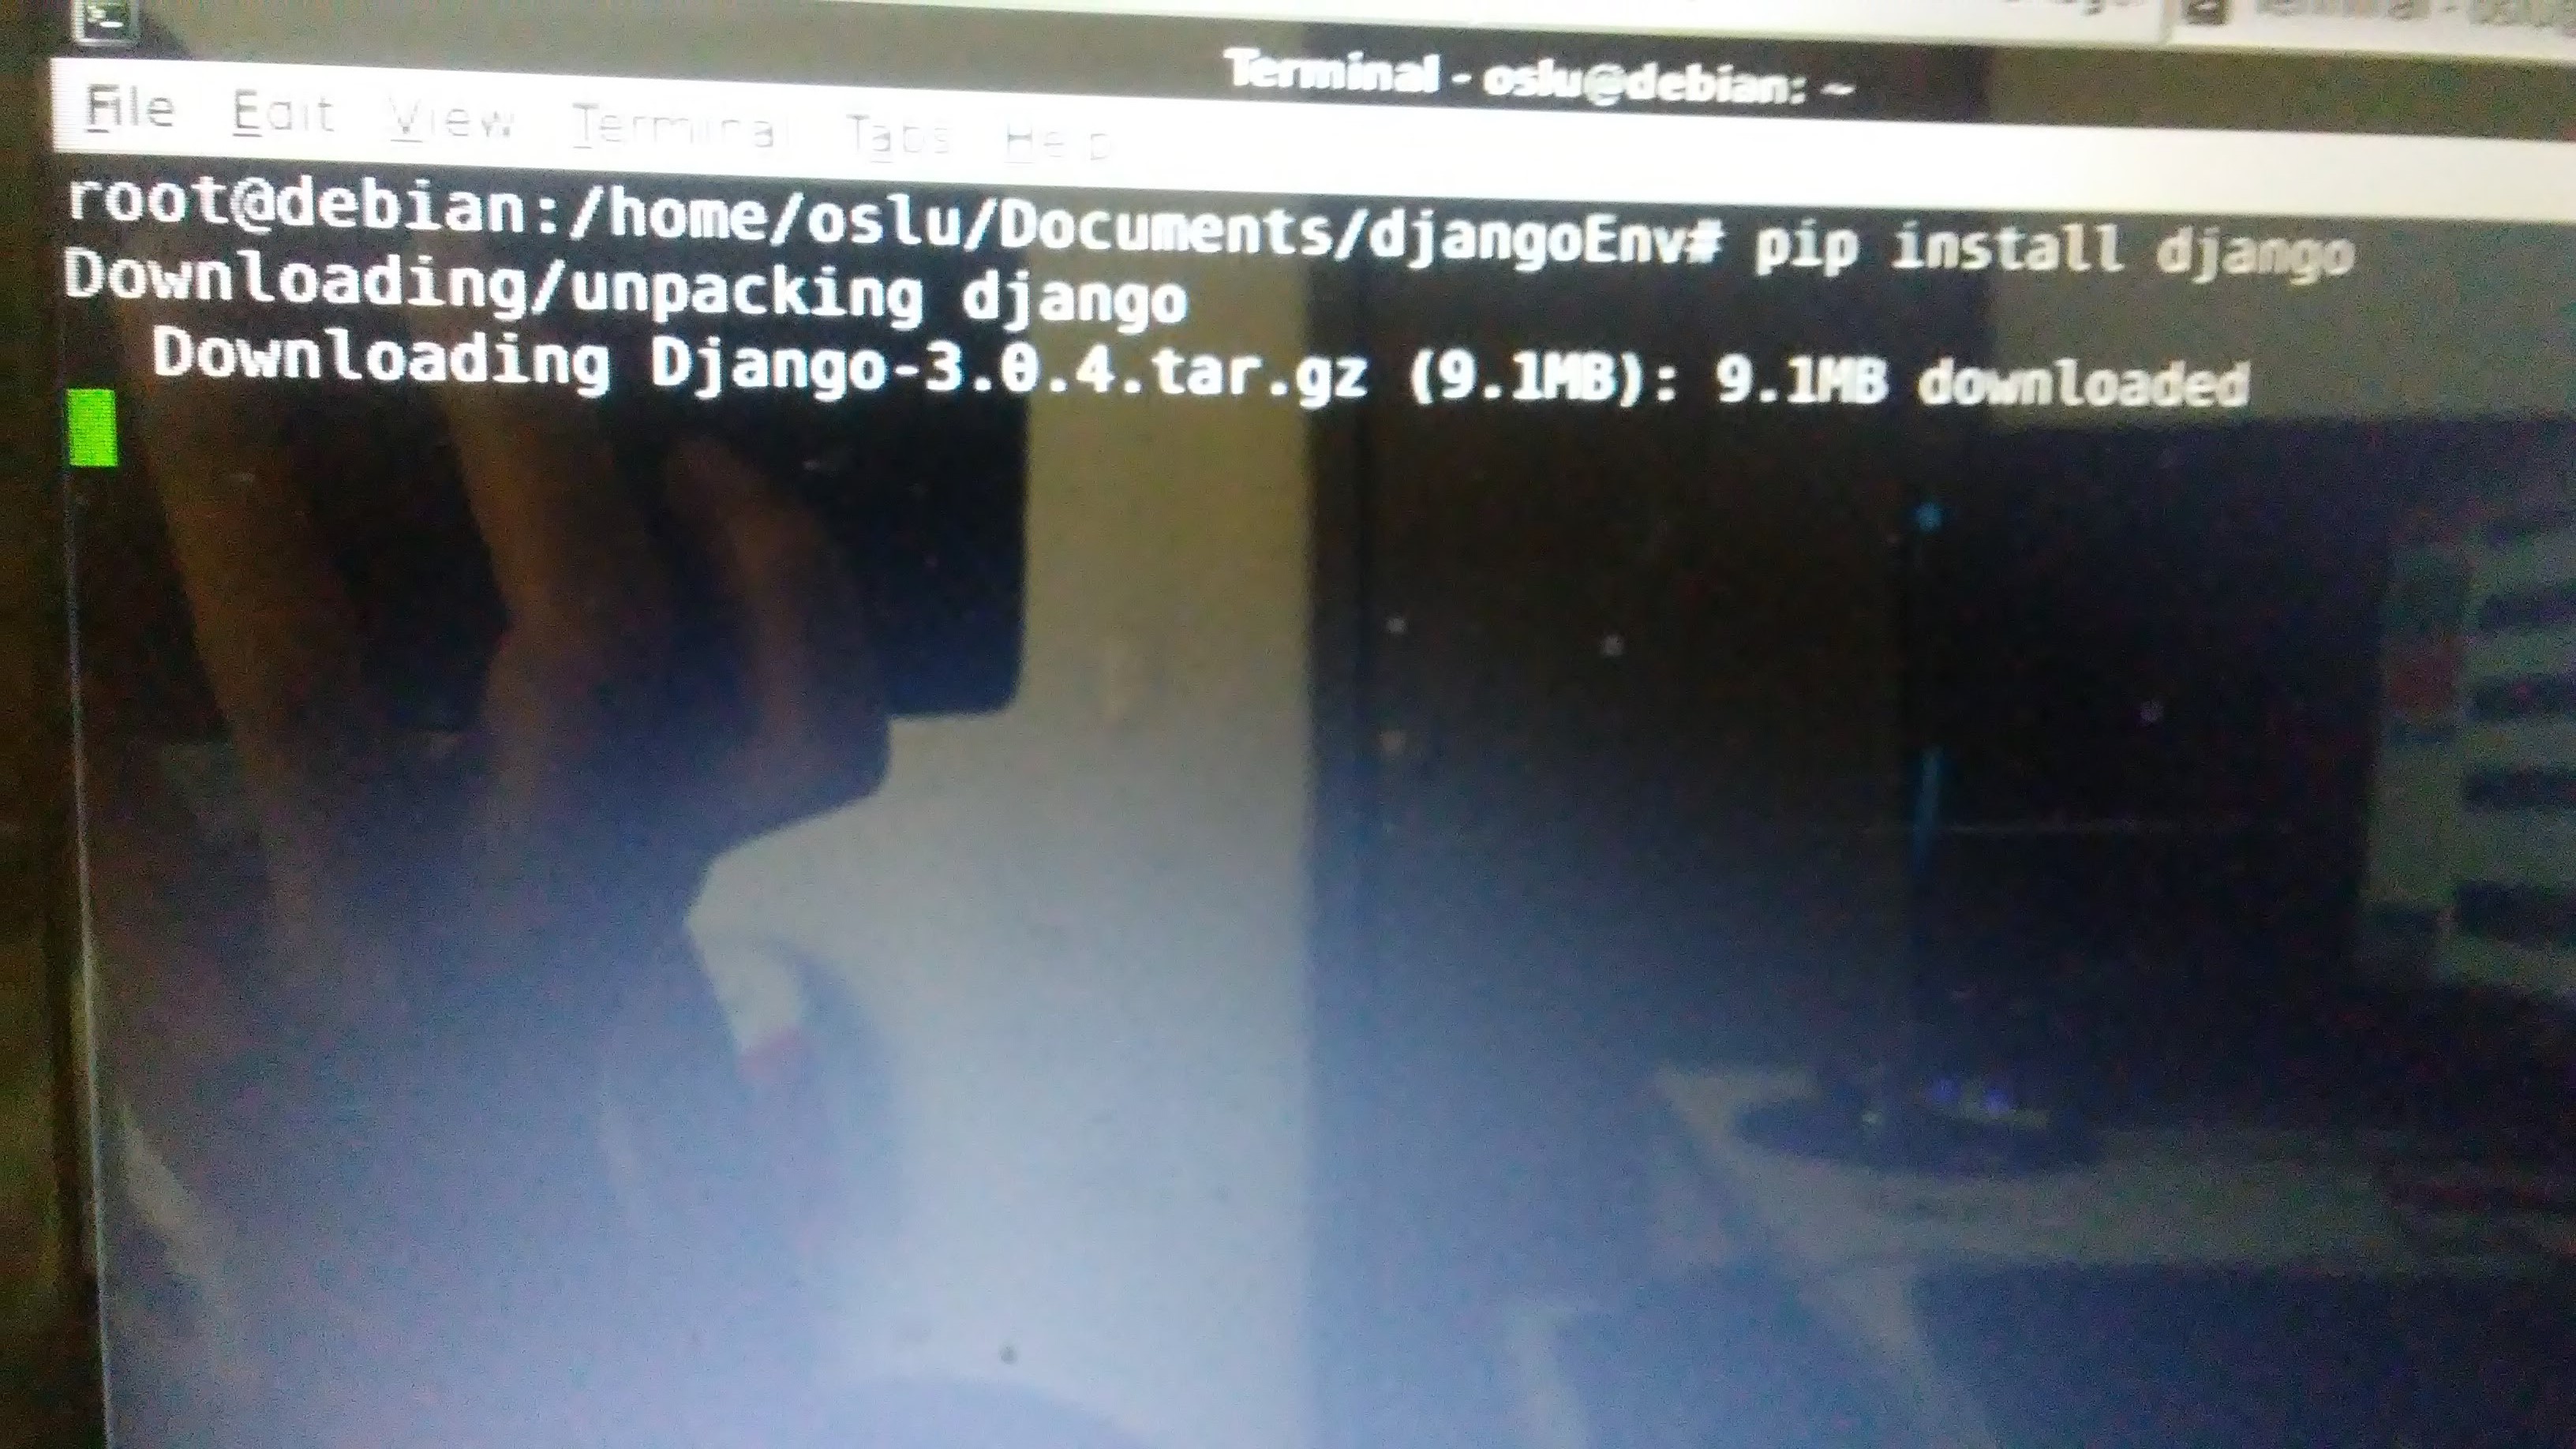 Terminal - oslu@debian: ~
File Edit View Terminal Tabs Help
root@debian:/home/oslu/Documents/djangoEnv# pip install django
Downloading/unpacking django
  Downloading Django-3.0.4.tar.gz (9.1MB): 9.1MB downloaded